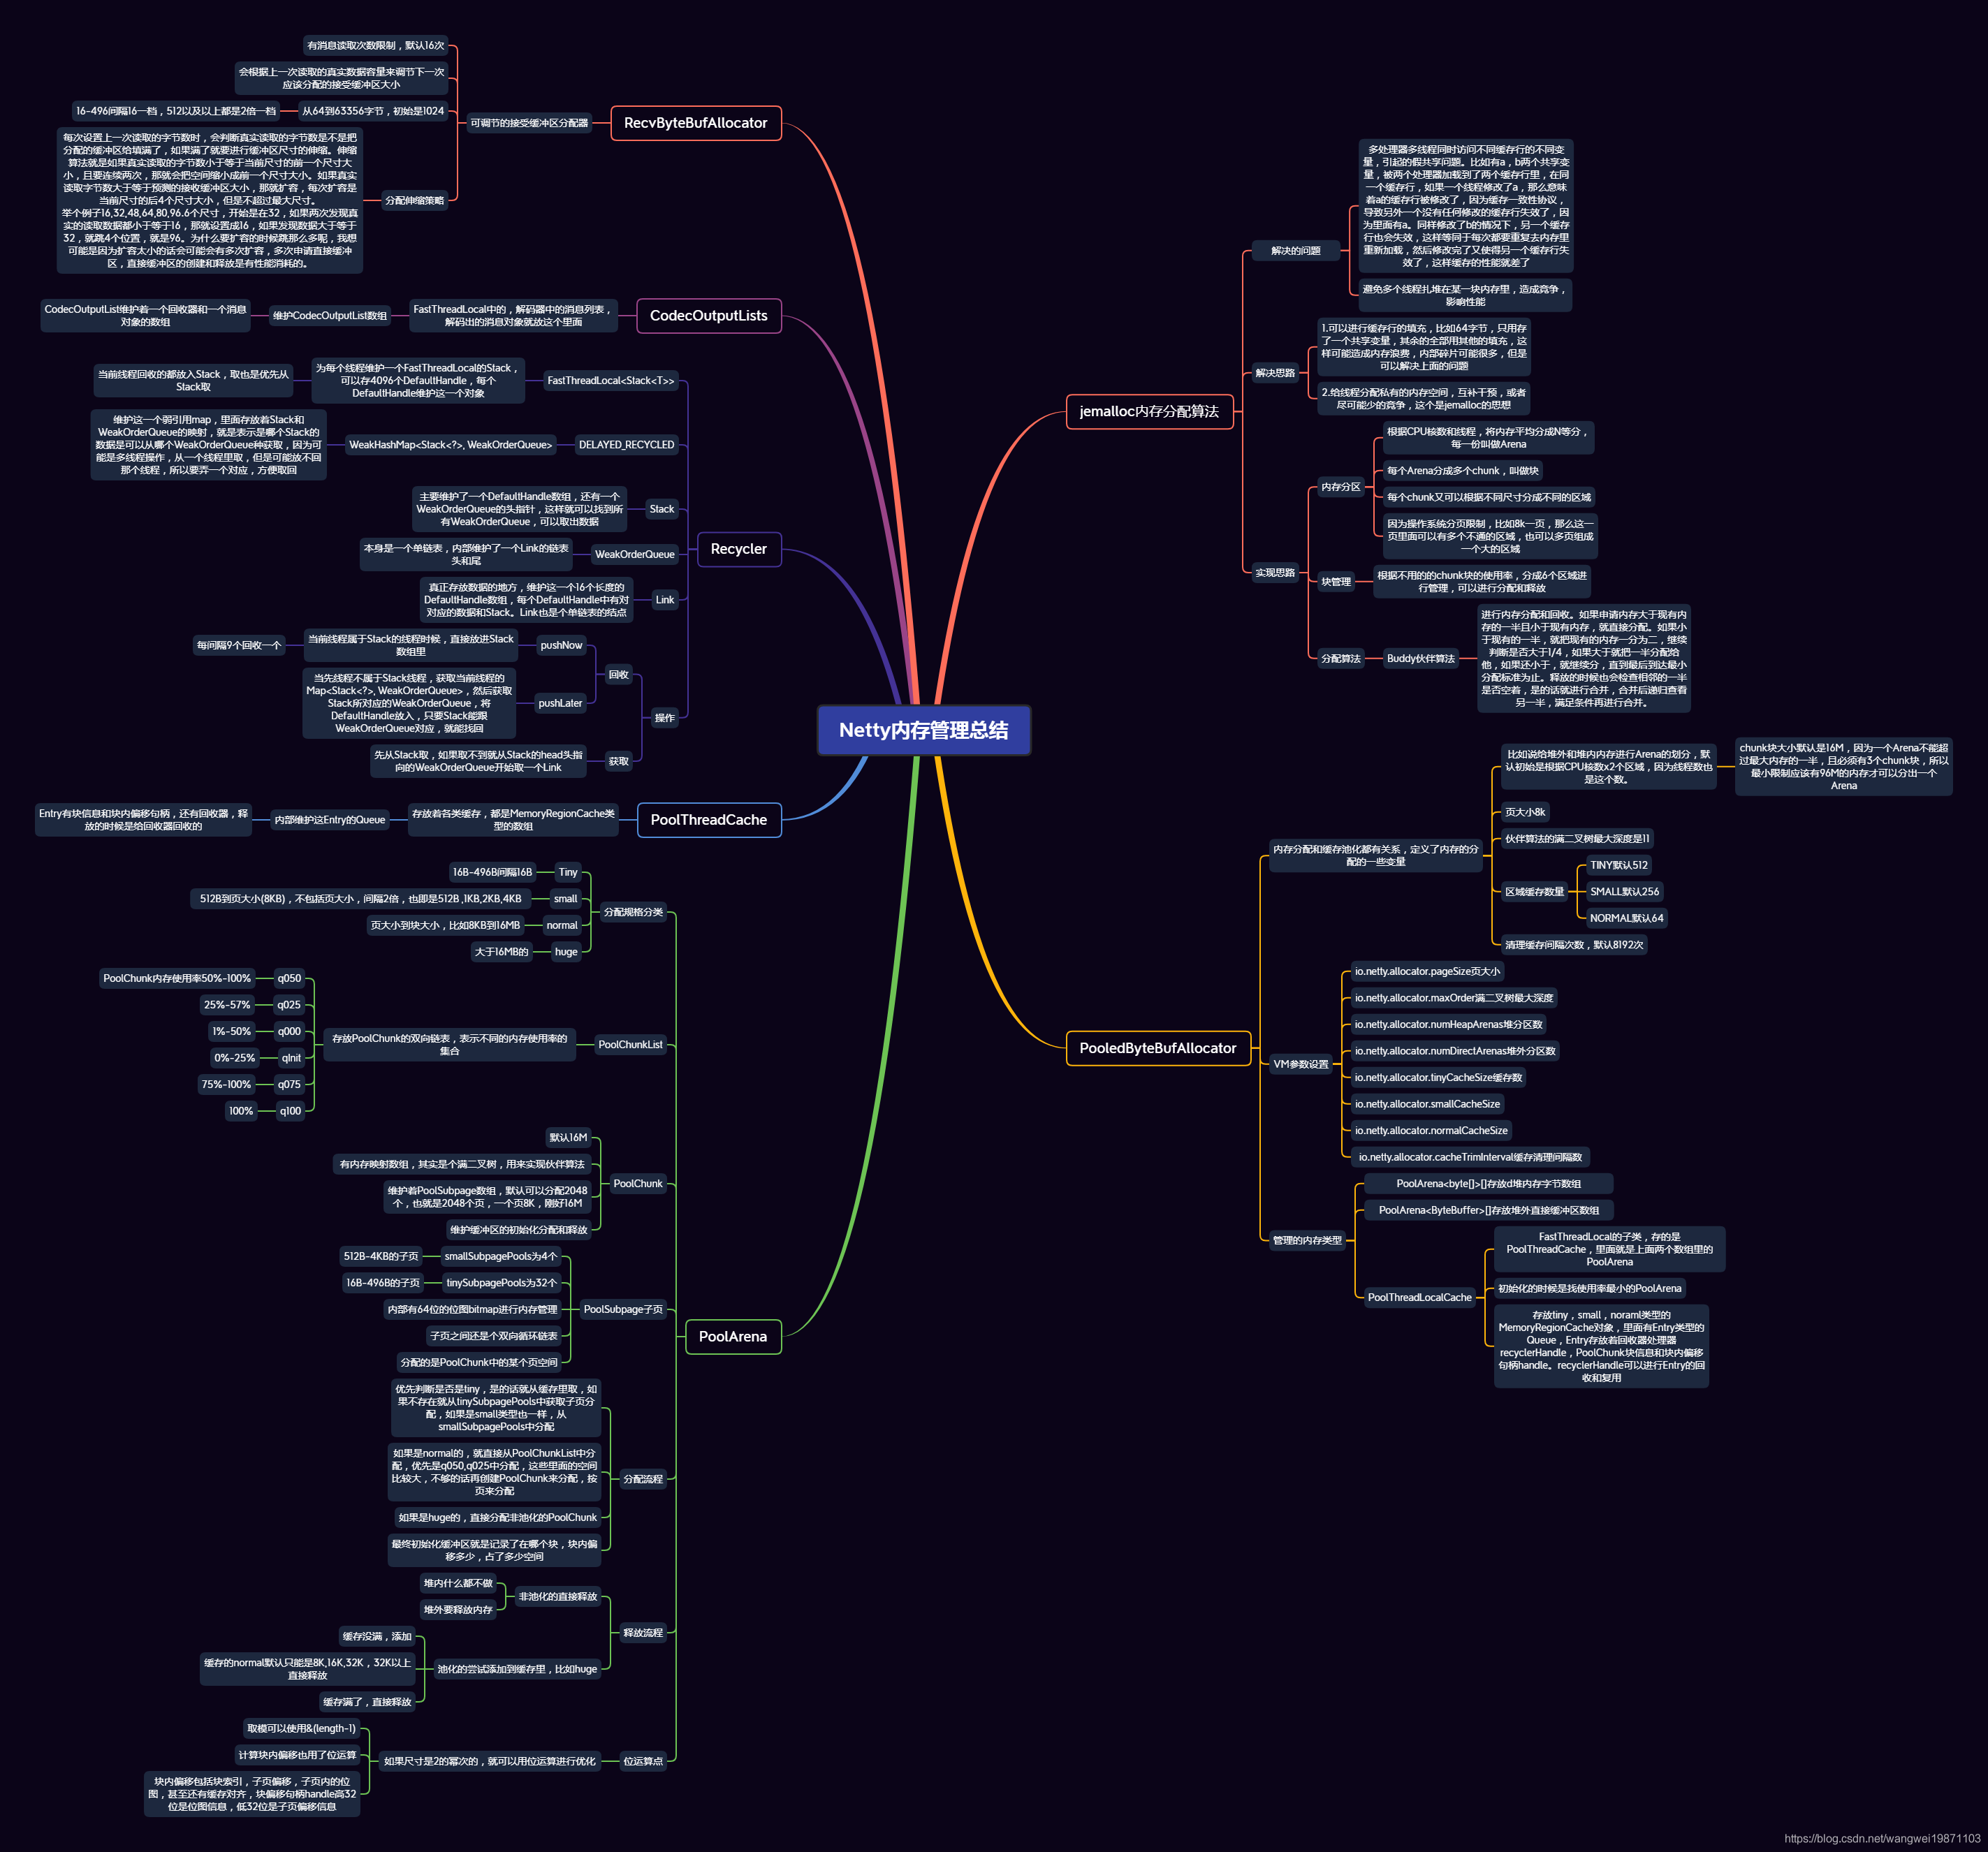 Netty内存管理总结
RecvByteBufAllocator
可调节的接受缓冲区分配器
有消息读取次数限制，默认16次
会根据上一次读取的真实数据容量来调节下一次
应该分配的接受缓冲区大小
从64到63356字节，初始是1024
16-496间隔16一档，512以及以上都是2倍一档
分配伸缩策略
每次设置上一次读取的字节数时，会判断真实读取的字节数是不是把
分配的缓冲区给填满了，如果满了就要进行缓冲区尺寸的伸缩。伸缩
算法就是如果真实读取的字节数小于等于当前尺寸的前一个尺寸大
小，且要连续两次，那就会把空间缩小成前一个尺寸大小。如果真实
读取字节数大于等于预测的接收缓冲区大小，那就扩容，每次扩容是
当前尺寸的后4个尺寸大小，但是不超过最大尺寸。
举个例子16,32,48,64,80,96.6个尺寸，开始是在32，如果两次发现真
实的读取数据都小于等于16，那就设置成16，如果发现数据大于等于
32，就跳4个位置，就是96。为什么要扩容的时候跳那么多呢，我想
可能是因为扩容大小的话会可能会有多次扩容，多次申请直接缓冲
区，直接缓冲区的创建和释放是有性能消耗的。
CodecOutputLists
FastThreadLocal中的，解码器中的消息列表，
解码出的消息对象就放这个里面
维护CodecOutputList数组
CodecOutputList维护着一个回收器和一个消息
对象的数组
Recycler
FastThreadLocal<Stack<T>>
为每个线程维护一个FastThreadLocal的Stack，
可以存4096个DefaultHandle，每个
DefaultHandle维护这一个对象
当前线程回收的都放入Stack，取也是优先从
Stack取
DELAYED_RECYCLED
WeakHashMap<Stack<?>, WeakOrderQueue>
维护这一个弱引用map，里面存放着Stack和
WeakOrderQueue的映射，就是表示是哪个Stack的
数据是可以从哪个WeakOrderQueue种获取，因为可
能是多线程操作，从一个线程里取，但是可能放不回
那个线程，所以要弄一个对应，方便取回
Stack
主要维护了一个DefaultHandle数组，还有一个
WeakOrderQueue的头指针，这样就可以找到所
有WeakOrderQueue，可以取出数据
WeakOrderQueue
本身是一个单链表，内部维护了一个Link的链表
头和尾
Link
真正存放数据的地方，维护这一个16个长度的
DefaultHandle数组，每个DefaultHandle中有对
对应的数据和Stack。Link也是个单链表的结点
操作
回收
pushNow
当前线程属于Stack的线程时候，直接放进Stack
数组里
每间隔9个回收一个
pushLater
当先线程不属于Stack线程，获取当前线程的
Map<Stack<?>, WeakOrderQueue>，然后获取
Stack所对应的WeakOrderQueue，将
DefaultHandle放入，只要Stack能跟
WeakOrderQueue对应，就能找回
获取
先从Stack取，如果取不到就从Stack的head头指
向的WeakOrderQueue开始取一个Link
PoolThreadCache
存放着各类缓存，都是MemoryRegionCache类
型的数组
内部维护这Entry的Queue
Entry有块信息和块内偏移句柄，还有回收器，释
放的时候是给回收器回收的
PoolArena
分配规格分类
Tiny
16B-496B间隔16B
small
512B到页大小(8KB)，不包括页大小，间隔2倍，也即是512B ,1KB,2KB,4KB
normal
页大小到块大小，比如8KB到16MB
huge
大于16MB的
PoolChunkList
存放PoolChunk的双向链表，表示不同的内存使用率的
集合
q050
PoolChunk内存使用率50%-100%
q025
25%-57%
q000
1%-50%
qInit
0%-25%
q075
75%-100%
q100
100%
PoolChunk
默认16M
有内存映射数组，其实是个满二叉树，用来实现伙伴算法
维护着PoolSubpage数组，默认可以分配2048
个，也就是2048个页，一个页8K，刚好16M
维护缓冲区的初始化分配和释放
PoolSubpage子页
smallSubpagePools为4个
512B-4KB的子页
tinySubpagePools为32个
16B-496B的子页
内部有64位的位图bitmap进行内存管理
子页之间还是个双向循环链表
分配的是PoolChunk中的某个页空间
分配流程
优先判断是否是tiny，是的话就从缓存里取，如
果不存在就从tinySubpagePools中获取子页分
配，如果是small类型也一样，从
smallSubpagePools中分配
如果是normal的，就直接从PoolChunkList中分
配，优先是q050,q025中分配，这些里面的空间
比较大，不够的话再创建PoolChunk来分配，按
页来分配
如果是huge的，直接分配非池化的PoolChunk
最终初始化缓冲区就是记录了在哪个块，块内偏
移多少，占了多少空间
释放流程
非池化的直接释放
堆内什么都不做
堆外要释放内存
池化的尝试添加到缓存里，比如huge
缓存没满，添加
缓存的normal默认只能是8K,16K,32K，32K以上
直接释放
缓存满了，直接释放
位运算点
如果尺寸是2的幂次的，就可以用位运算进行优化
取模可以使用&(length-1)
计算块内偏移也用了位运算
块内偏移包括块索引，子页偏移，子页内的位
图，甚至还有缓存对齐，块偏移句柄handle高32
位是位图信息，低32位是子页偏移信息
jemalloc内存分配算法
解决的问题
多处理器多线程同时访问不同缓存行的不同变
量，引起的假共享问题。比如有a，b两个共享变
量，被两个处理器加载到了两个缓存行里，在同
一个缓存行，如果一个线程修改了a，那么意味
着a的缓存行被修改了，因为缓存一致性协议，
导致另外一个没有任何修改的缓存行失效了，因
为里面有a。同样修改了b的情况下，另一个缓存
行也会失效，这样等同于每次都要重复去内存里
重新加载，然后修改完了又使得另一个缓存行失
效了，这样缓存的性能就差了
避免多个线程扎堆在某一块内存里，造成竞争，
影响性能
解决思路
1.可以进行缓存行的填充，比如64字节，只用存
了一个共享变量，其余的全部用其他的填充，这
样可能造成内存浪费，内部碎片可能很多，但是
可以解决上面的问题
2.给线程分配私有的内存空间，互补干预，或者
尽可能少的竞争，这个是jemalloc的思想
实现思路
内存分区
根据CPU核数和线程，将内存平均分成N等分，
每一份叫做Arena
每个Arena分成多个chunk，叫做块
每个chunk又可以根据不同尺寸分成不同的区域
因为操作系统分页限制，比如8k一页，那么这一
页里面可以有多个不通的区域，也可以多页组成
一个大的区域
块管理
根据不用的的chunk块的使用率，分成6个区域进
行管理，可以进行分配和释放
分配算法
Buddy伙伴算法
进行内存分配和回收。如果申请内存大于现有内
存的一半且小于现有内存，就直接分配。如果小
于现有的一半，就把现有的内存一分为二，继续
判断是否大于1/4，如果大于就把一半分配给
他，如果还小于，就继续分，直到最后到达最小
分配标准为止。释放的时候也会检查相邻的一半
是否空着，是的话就进行合并，合并后递归查看
另一半，满足条件再进行合并。
PooledByteBufAllocator
内存分配和缓存池化都有关系，定义了内存的分
配的一些变量
比如说给堆外和堆内内存进行Arena的划分，默
认初始是根据CPU核数x2个区域，因为线程数也
是这个数。
chunk块大小默认是16M，因为一个Arena不能超
过最大内存的一半，且必须有3个chunk块，所以
最小限制应该有96M的内存才可以分出一个
Arena
页大小8k
伙伴算法的满二叉树最大深度是11
区域缓存数量
TINY默认512
SMALL默认256
NORMAL默认64
清理缓存间隔次数，默认8192次
VM参数设置
io.netty.allocator.pageSize页大小
io.netty.allocator.maxOrder满二叉树最大深度
io.netty.allocator.numHeapArenas堆分区数
io.netty.allocator.numDirectArenas堆外分区数
io.netty.allocator.tinyCacheSize缓存数
io.netty.allocator.smallCacheSize
io.netty.allocator.normalCacheSize
io.netty.allocator.cacheTrimInterval缓存清理间隔数
管理的内存类型
PoolArena<byte[]>[]存放d堆内存字节数组
PoolArena<ByteBuffer>[]存放堆外直接缓冲区数组
PoolThreadLocalCache
FastThreadLocal的子类，存的是
PoolThreadCache，里面就是上面两个数组里的
PoolArena
初始化的时候是找使用率最小的PoolArena
存放tiny，small，noraml类型的
MemoryRegionCache对象，里面有Entry类型的
Queue，Entry存放着回收器处理器
recyclerHandle，PoolChunk块信息和块内偏移
句柄handle。recyclerHandle可以进行Entry的回
收和复用
https://blog.csdn.net/wangwei19871103